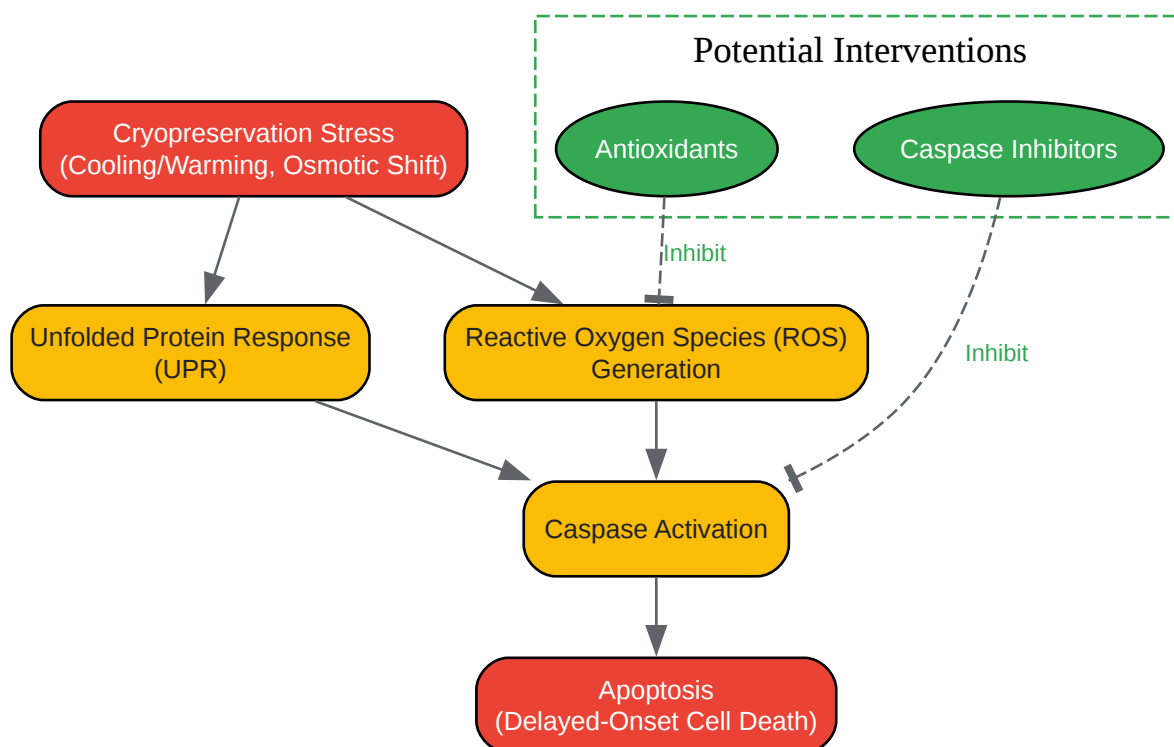 Potential Interventions
Cryopreservation Stress
(Cooling/Warming, Osmotic Shift)
Antioxidants
Caspase Inhibitors
Inhibit
Unfolded Protein Response
(UPR)
Reactive Oxygen Species (ROS)
Generation
Inhibit
Caspase Activation
Apoptosis
(Delayed-Onset Cell Death)